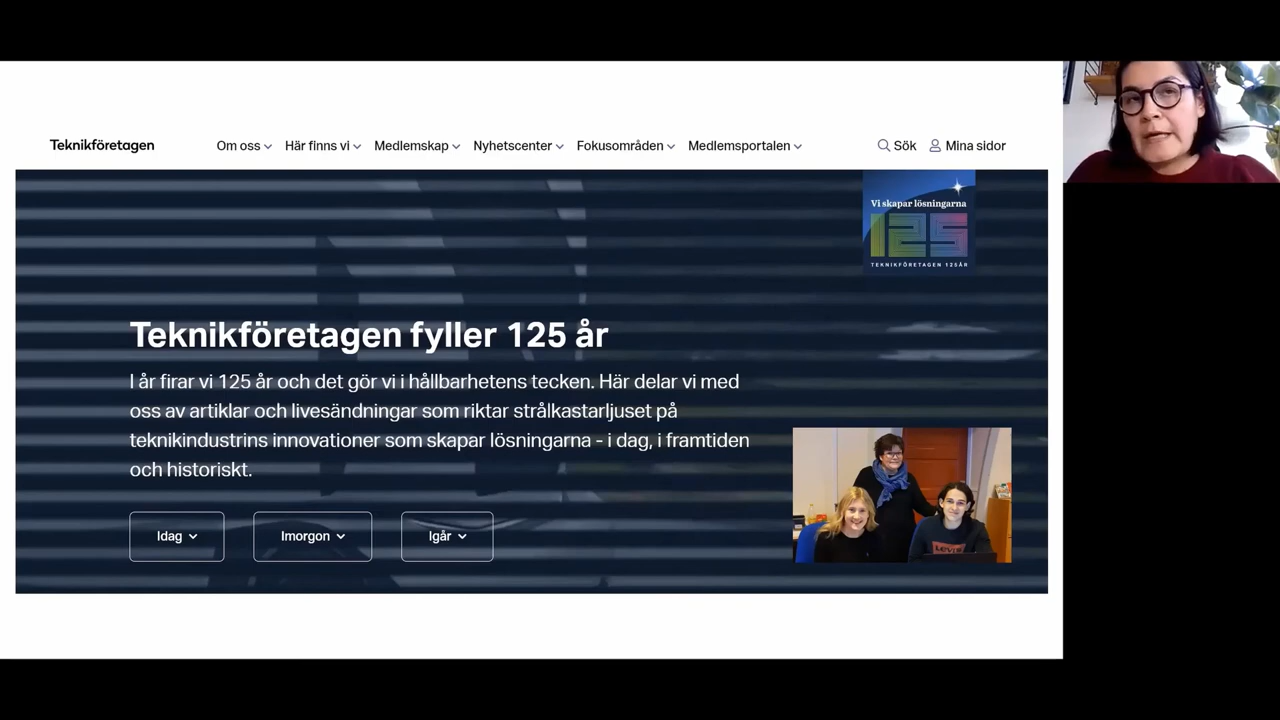 Teknikföretagen
Om oss Här finns vi Medlemskap Nyhetscenter Fokusområden Medlemsportalen Sök Mina sidor
Vi skapar lösningarna
125
TEKNIKFÖRETAGEN 125ÅR
Teknikföretagen fyller 125 år
I år firar vi 125 år och det gör vi i hållbarhetens tecken. Här delar vi med
oss av artiklar och livesändningar som riktar strålkastarljuset på
teknikindustrins innovationer som skapar lösningarna - i dag, i framtiden
och historiskt.
Idag Imorgon Igår
LEVI'S